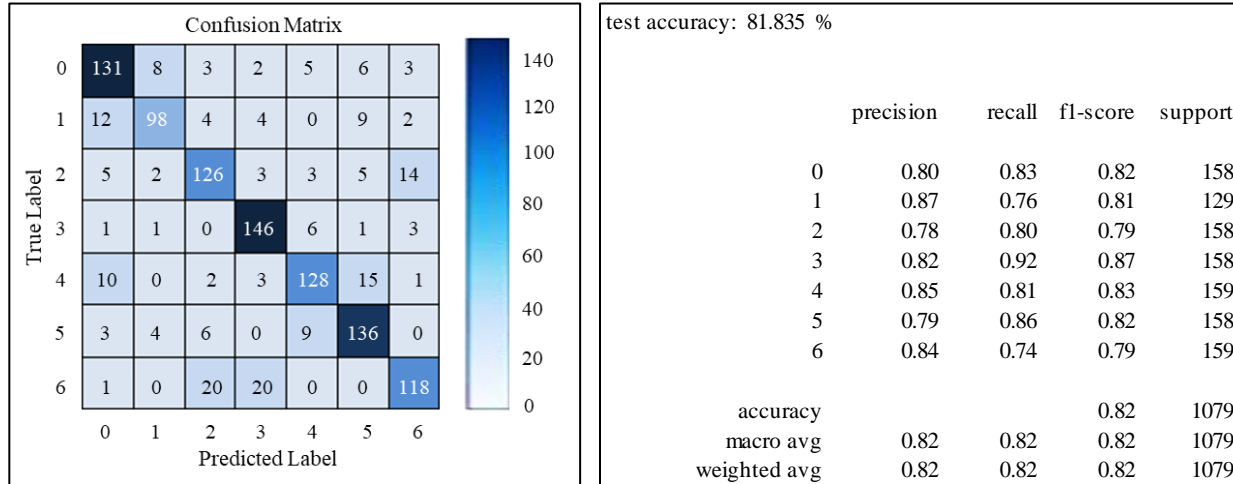 Confusion Matrix
0 131 8 3 2 5 6 3
1 12 98 4 4 0 9 2
2 5 2 126 3 3 5 14
3 1 1 0 146 6 1 3
4 10 0 2 3 128 15 1
5 3 4 6 0 9 136 0
6 1 0 20 20 0 0 118
0 1 2 3 4 5 6
Predicted Label
True Label
140
120
100
80
60
40
20
0
test accuracy: 81.835 %
precision recall f1-score support
0 0.80 0.83 0.82 158
1 0.87 0.76 0.81 129
2 0.78 0.80 0.79 158
3 0.82 0.92 0.87 158
4 0.85 0.81 0.83 159
5 0.79 0.86 0.82 158
6 0.84 0.74 0.79 159
accuracy 0.82 1079
macro avg 0.82 0.82 0.82 1079
weighted avg 0.82 0.82 0.82 1079